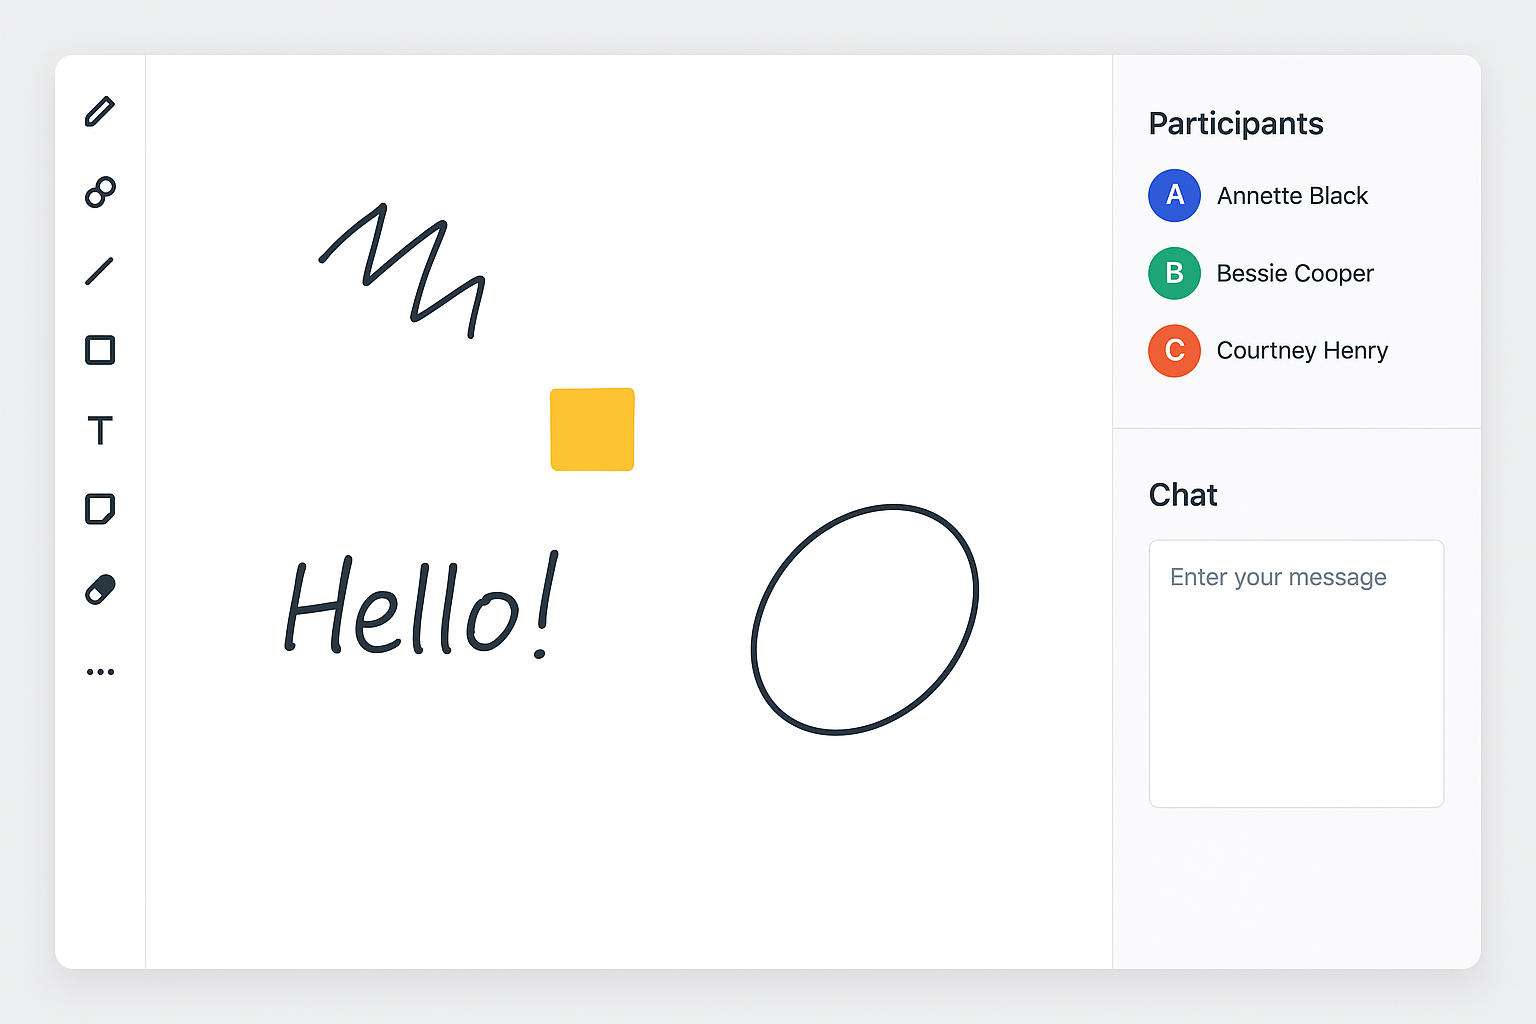 T
Hello!
Participants
A Annette Black
B Bessie Cooper
C Courtney Henry
Chat
Enter your message